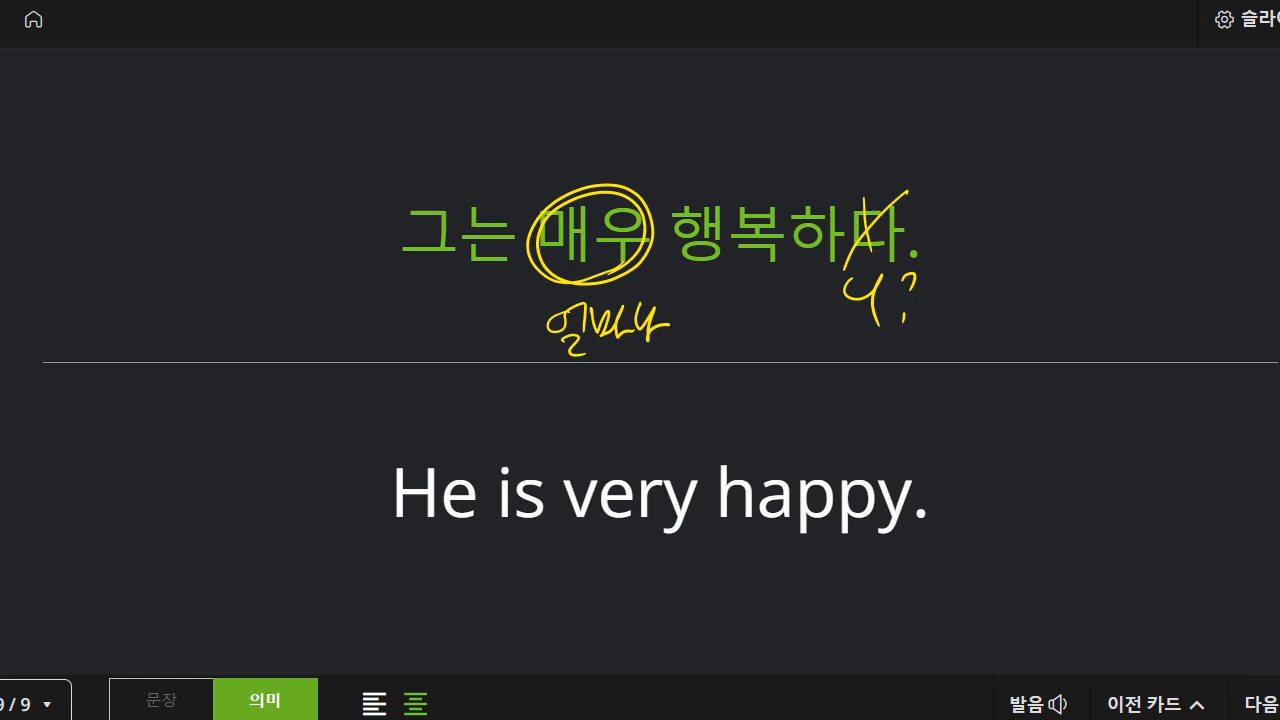 슬라이
그는 매우 행복하다.
니?
얼마나
He is very happy.
9 / 9
문장
의미
발음
이전 카드
다음